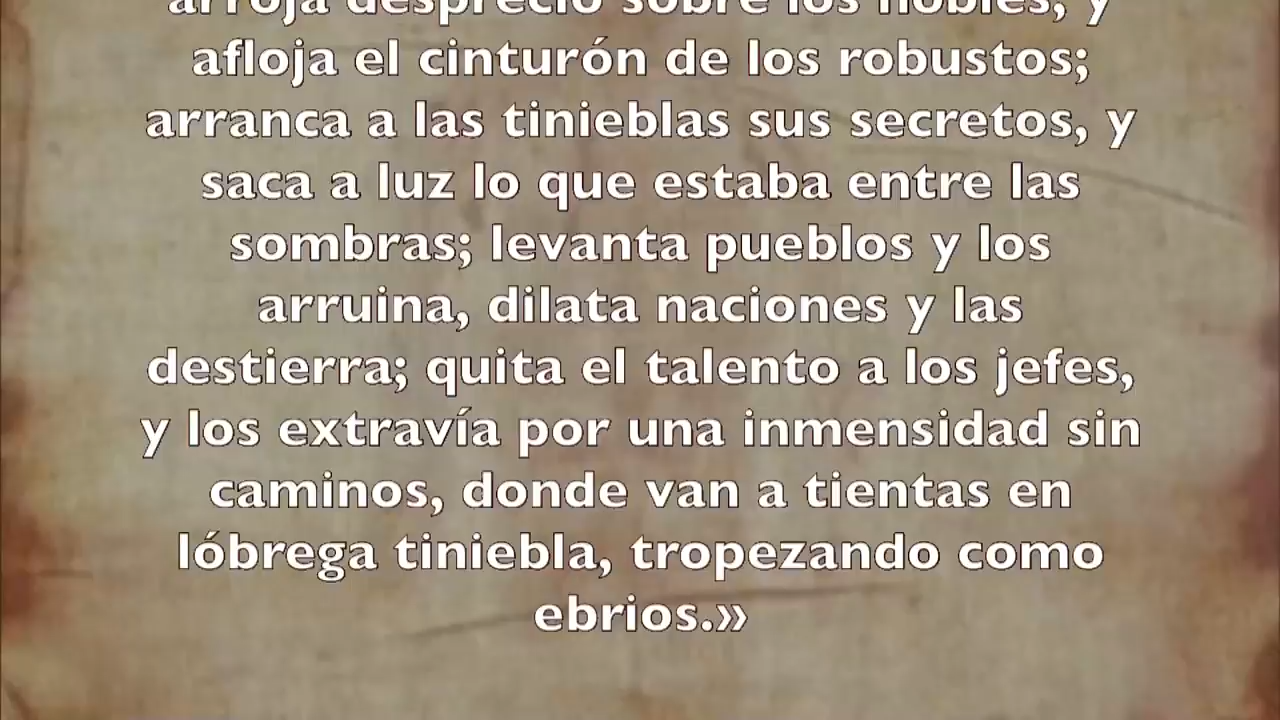 arroja desprecio sobre los nobles, y
afloja el cinturón de los robustos;
arranca a las tinieblas sus secretos, y
saca a luz lo que estaba entre las
sombras; levanta pueblos y los
arruina, dilata naciones y las
destierra; quita el talento a los jefes,
y los extravía por una inmensidad sin
caminos, donde van a tientas en
lóbrega tiniebla, tropezando como
ebrios.»